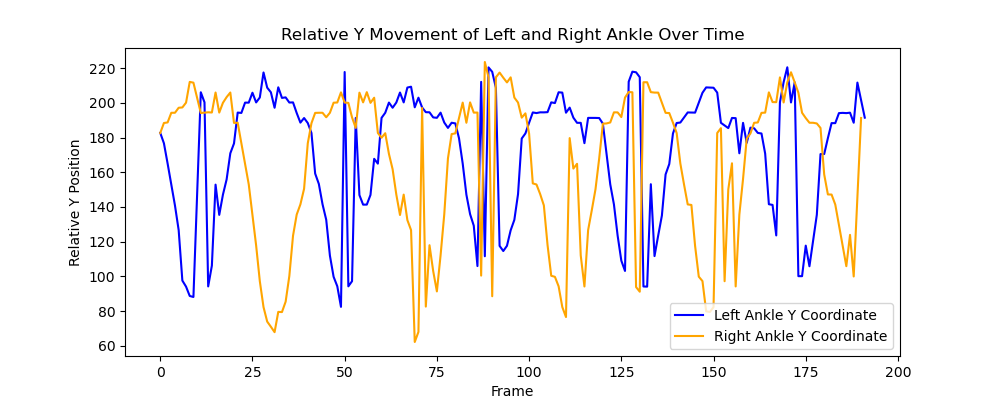 Relative Y Movement of Left and Right Ankle Over Time
Relative Y Position
220
200
180
160
140
120
100
80
60
0 25 50 75 100 125 150 175 200
Frame
Left Ankle Y Coordinate
Right Ankle Y Coordinate